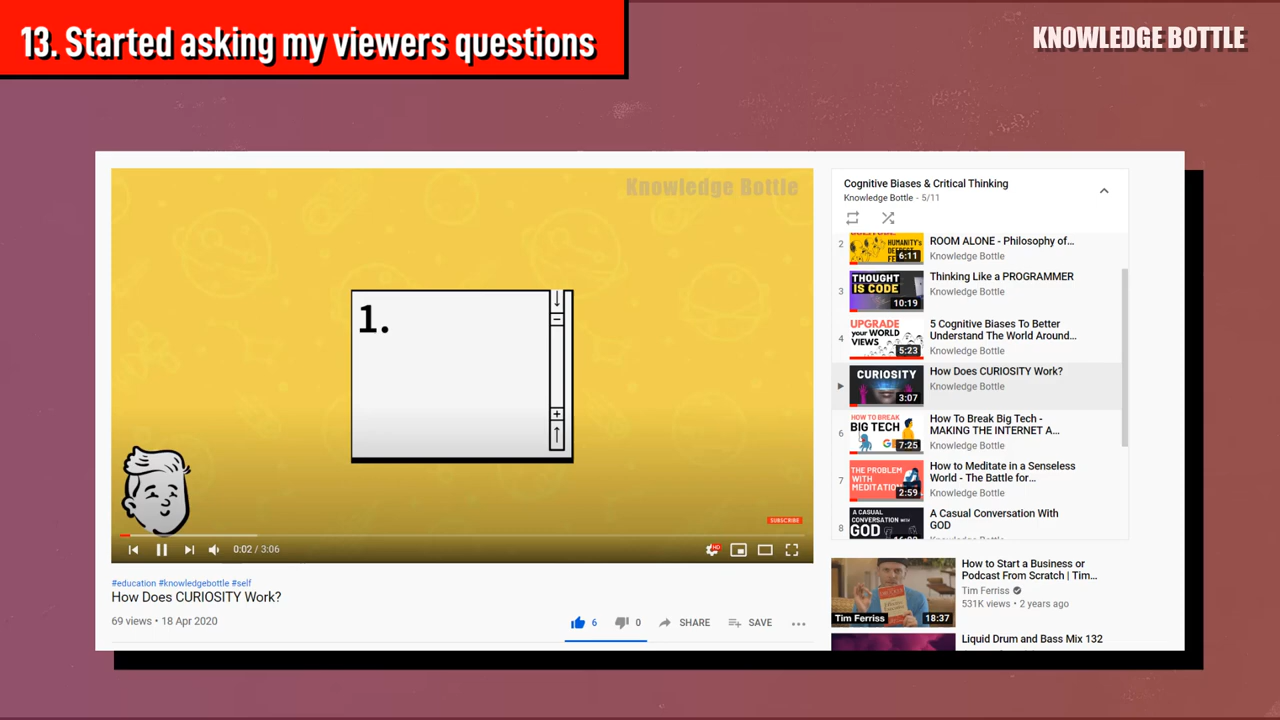 13. Started asking my viewers questions
KNOWLEDGE BOTTLE
Knowledge Bottle
1.
SUBSCRIBE
0:02 / 3:06
HD
#education #knowledgebottle #self
How Does CURIOSITY Work?
69 views • 18 Apr 2020
6
0
SHARE
SAVE
Cognitive Biases & Critical Thinking
Knowledge Bottle - 5/11
2
HUMANITY's
DEEPEST
6:11
ROOM ALONE - Philosophy of...
Knowledge Bottle
3
THOUGHT
IS CODE
10:19
Thinking Like a PROGRAMMER
Knowledge Bottle
4
UPGRADE
your WORLD
VIEWS
5:23
5 Cognitive Biases To Better
Understand The World Around...
Knowledge Bottle
CURIOSITY
3:07
How Does CURIOSITY Work?
Knowledge Bottle
6
HOW TO BREAK
BIG TECH
7:25
How To Break Big Tech -
MAKING THE INTERNET A...
Knowledge Bottle
7
THE PROBLEM
WITH
MEDITATION
2:59
How to Meditate in a Senseless
World - The Battle for...
Knowledge Bottle
8
A CASUAL
CONVERSATION WITH
GOD
A Casual Conversation With
GOD
Tim Ferriss
18:37
How to Start a Business or
Podcast From Scratch | Tim...
Tim Ferriss
531K views • 2 years ago
Liquid Drum and Bass Mix 132